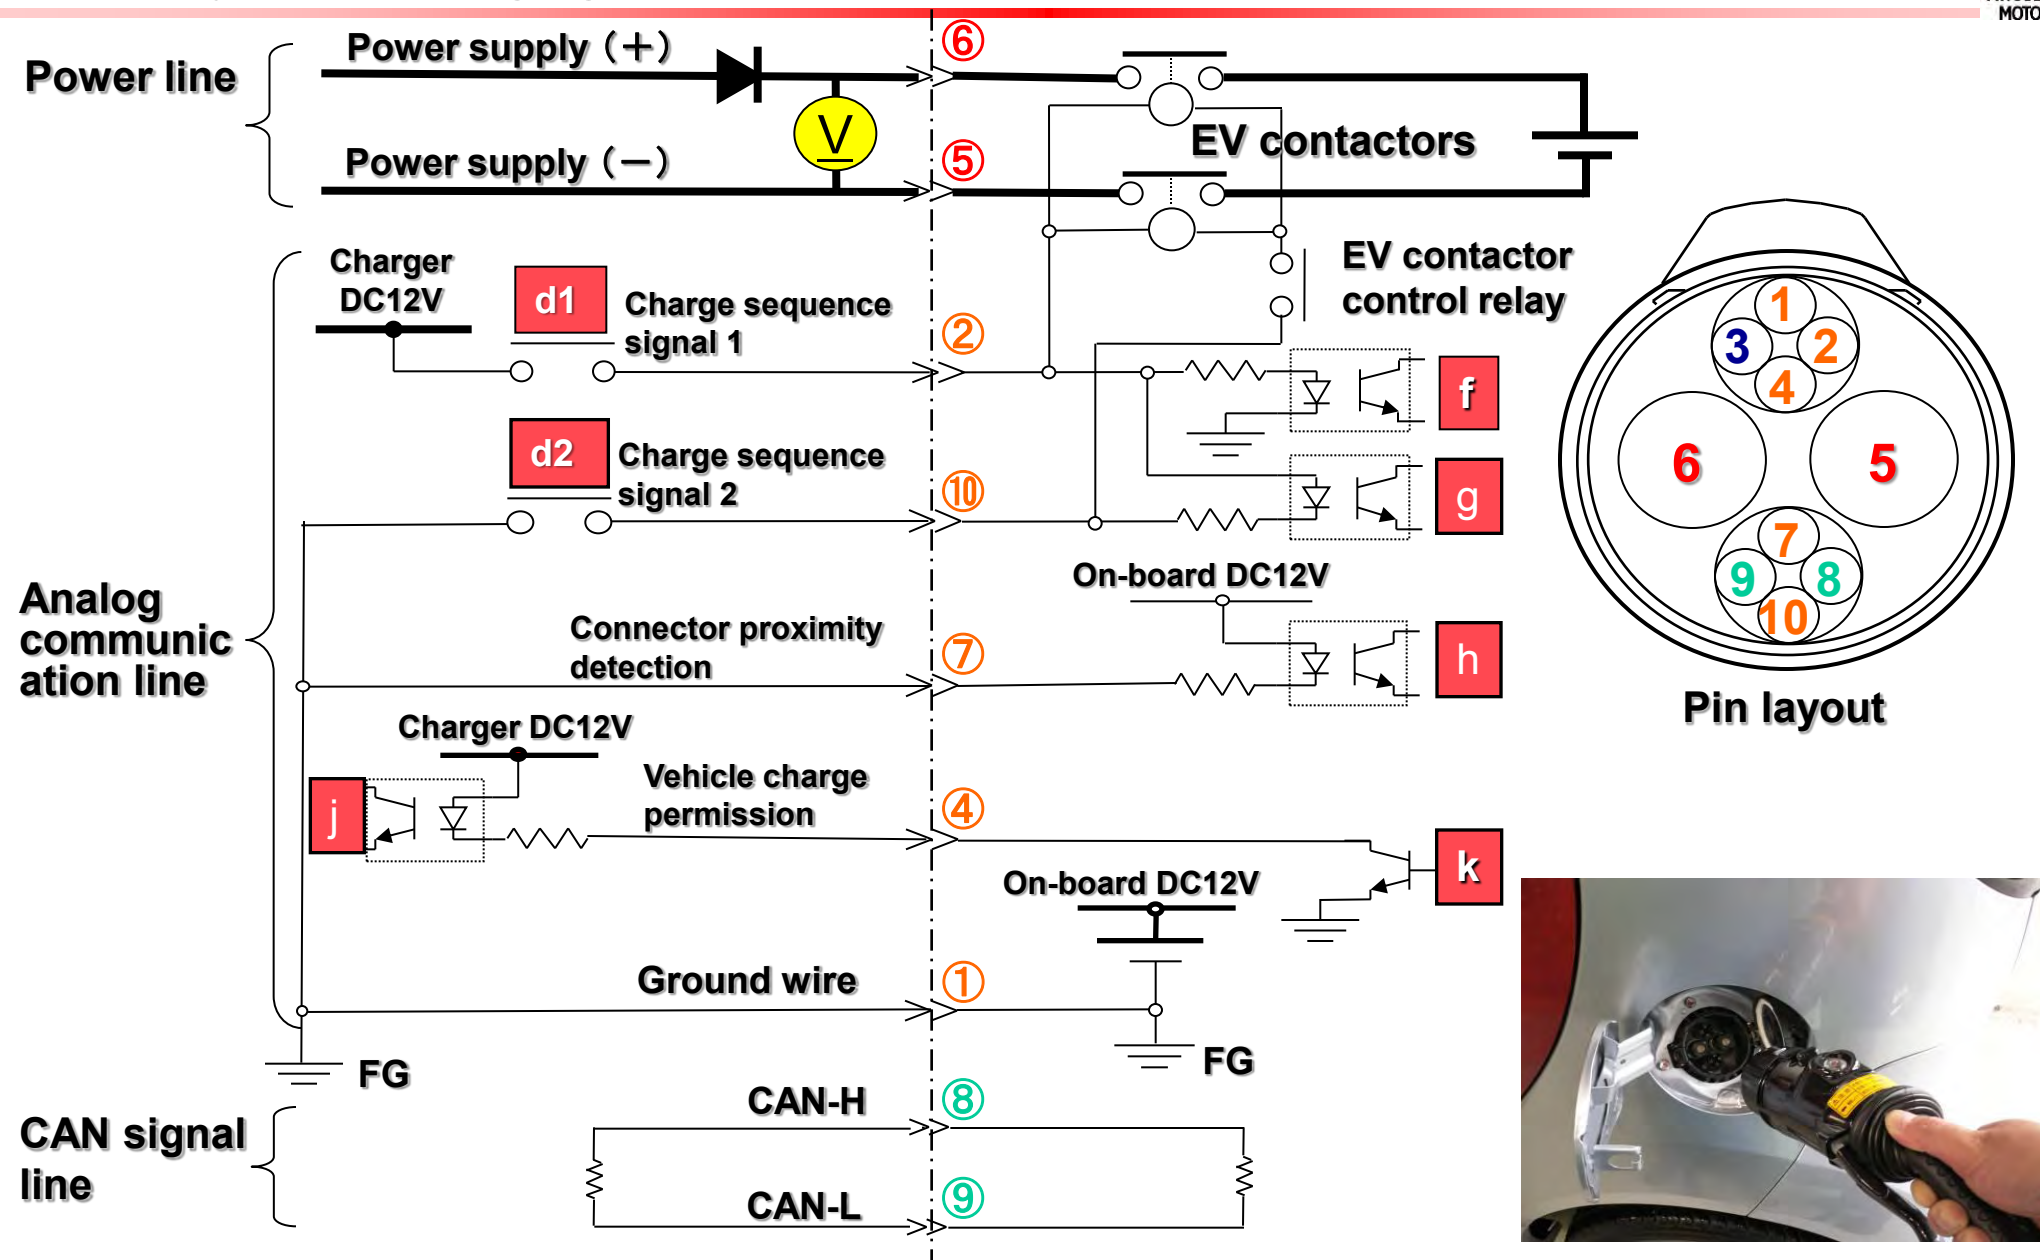 MOTO
Power line
Power supply（＋）
⑥
V
EV contactors
Power supply（－）
⑤
Charger
DC12V
d1
Charge sequence
signal 1
②
EV contactor
control relay
f
d2
Charge sequence
signal 2
⑩
g
Analog
communic
ation line
On-board DC12V
Connector proximity
detection
⑦
h
Charger DC12V
j
Vehicle charge
permission
④
k
On-board DC12V
Ground wire
①
FG
FG
CAN signal
line
CAN-H
⑧
CAN-L
⑨
1
3
2
4
6
5
7
9
8
10
Pin layout